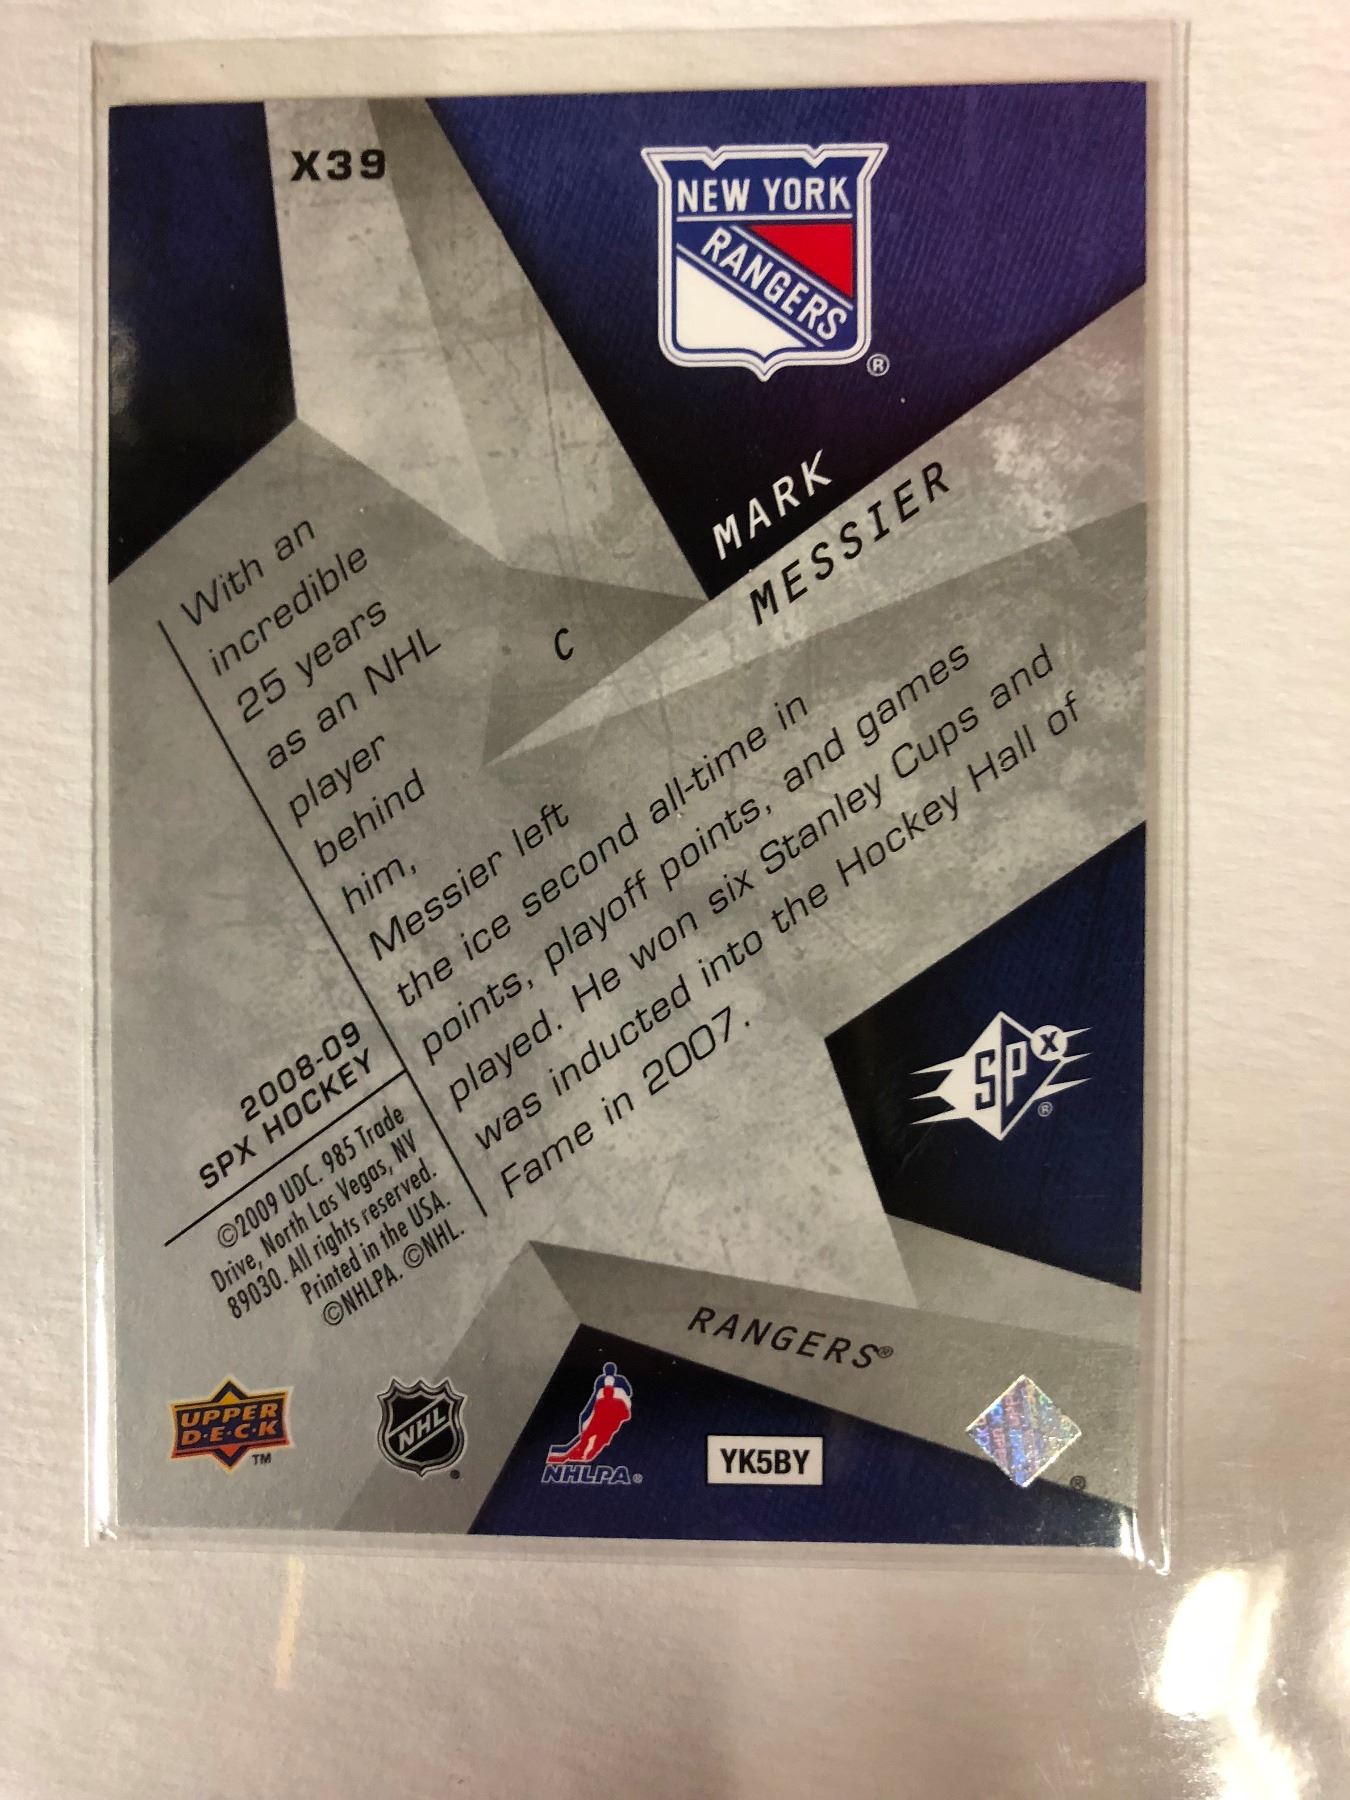 X39
NEW YORK
RANGERS
®
MARK
MESSIER
C
With an
incredible
25 years
as an NHL
player
behind
him,
Messier left
the ice second all-time in
points, playoff points, and games
played. He won six Stanley Cups and
was inducted into the Hockey Hall of
Fame in 2007.
2008-09
SPX HOCKEY
©2009 UDC. 985 Trade
Drive, North Las Vegas, NV
89030. All rights reserved.
Printed in the USA.
©NHLPA. ©NHL.
SPX®
RANGERS®
UPPER
D·E·C·K
TM
NHL
NHLPA®
YK5BY
®